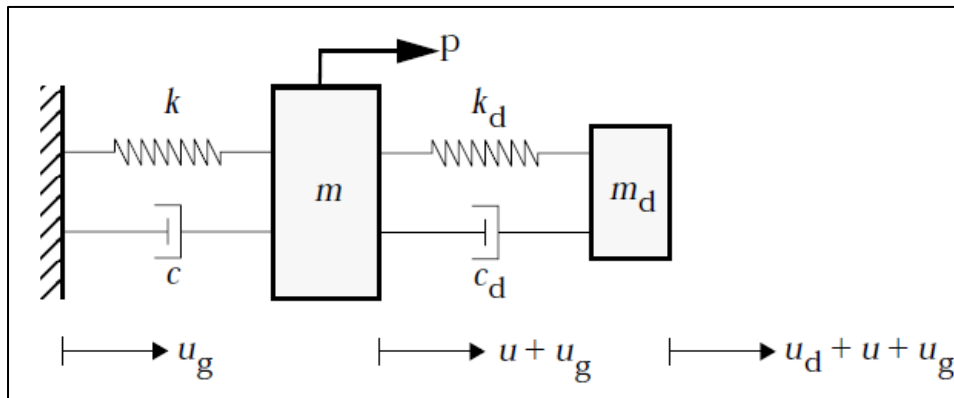 p
k
k_d
m
m_d
c
c_d
u_g
u + u_g
u_d + u + u_g